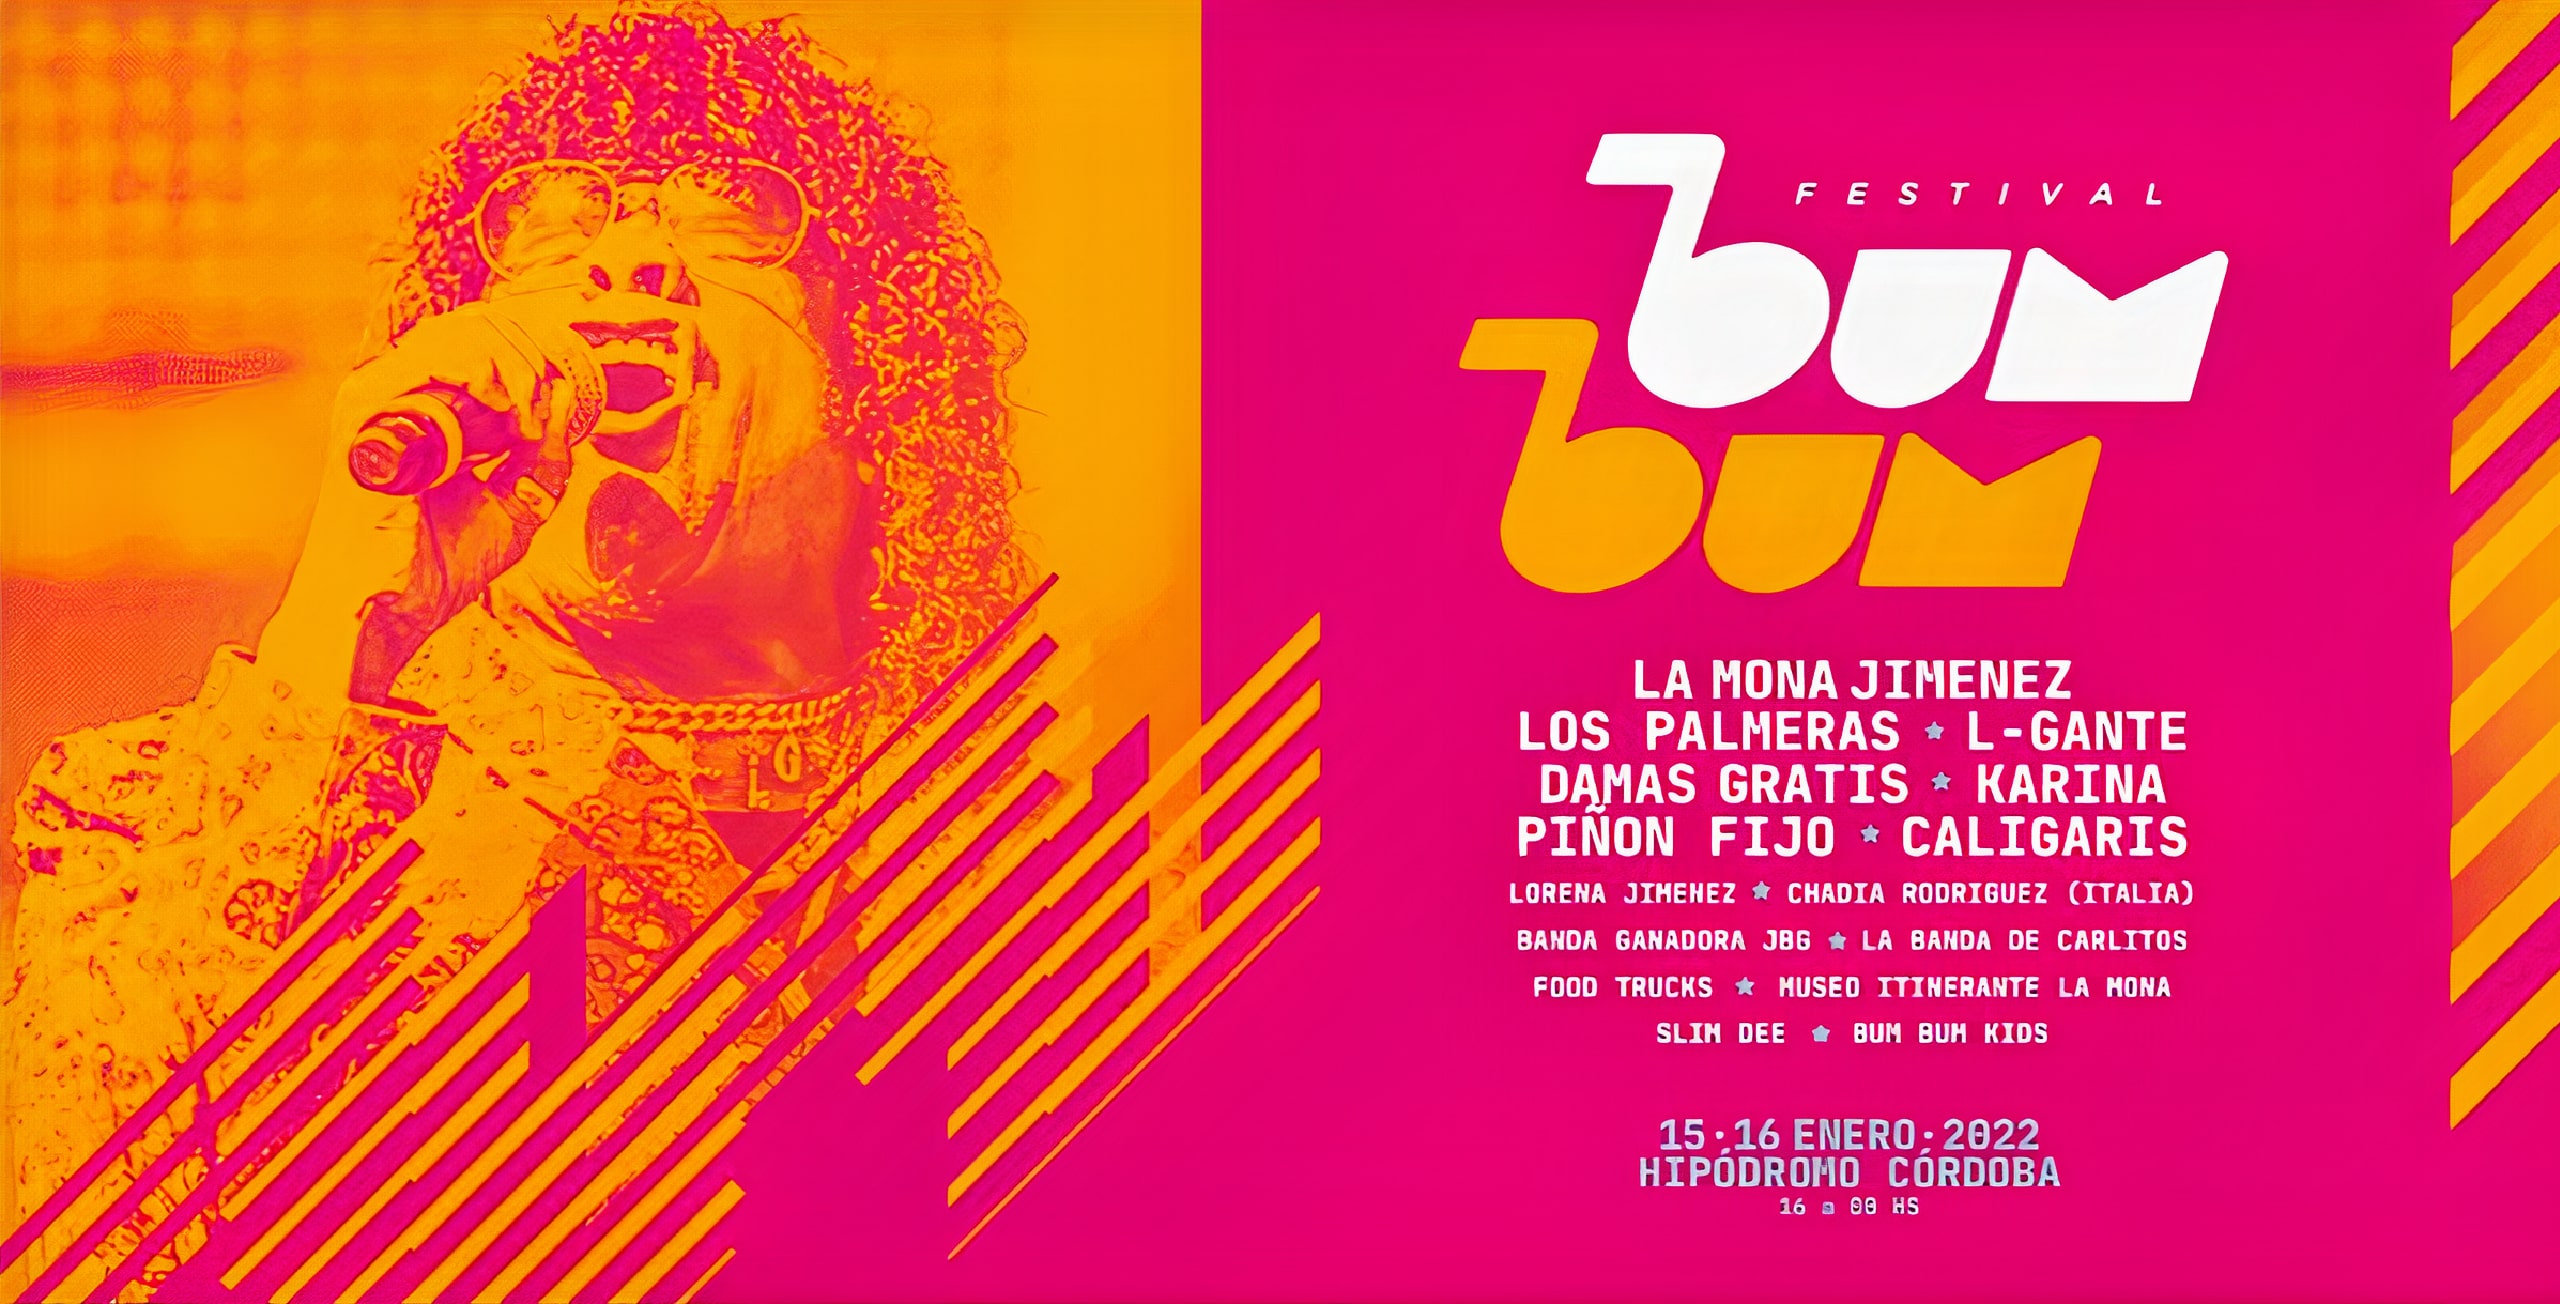 FESTIVAL
BUM
BUM
LA MONA JIMENEZ
LOS PALMERAS ★ L-GANTE
DAMAS GRATIS ★ KARINA
PIÑON FIJO ★ CALIGARIS
LORENA JIMENEZ ★ CHADIA RODRIGUEZ (ITALIA)
BANDA GANADORA JBG ★ LA BANDA DE CARLITOS
FOOD TRUCKS ★ MUSEO ITINERANTE LA MONA
SLIM DEE ★ BUM BUM KIDS
15·16 ENERO·2022
HIPÓDROMO CÓRDOBA
16 a 00 HS